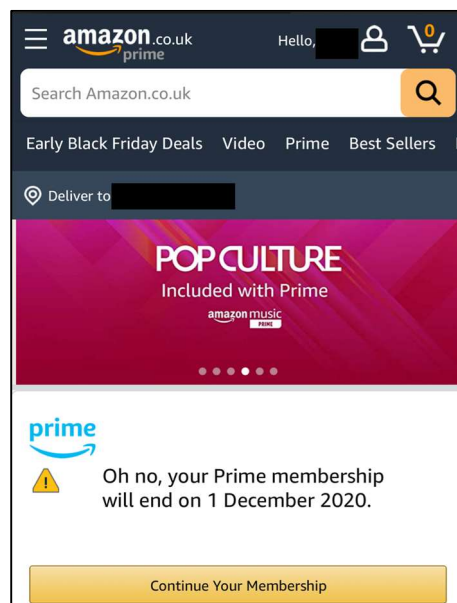 amazon.co.uk
prime
Hello,
0
Search Amazon.co.uk
Early Black Friday Deals Video Prime Best Sellers
Deliver to
POP CULTURE
Included with Prime
amazon music
PRIME
prime
Oh no, your Prime membership
will end on 1 December 2020.
Continue Your Membership